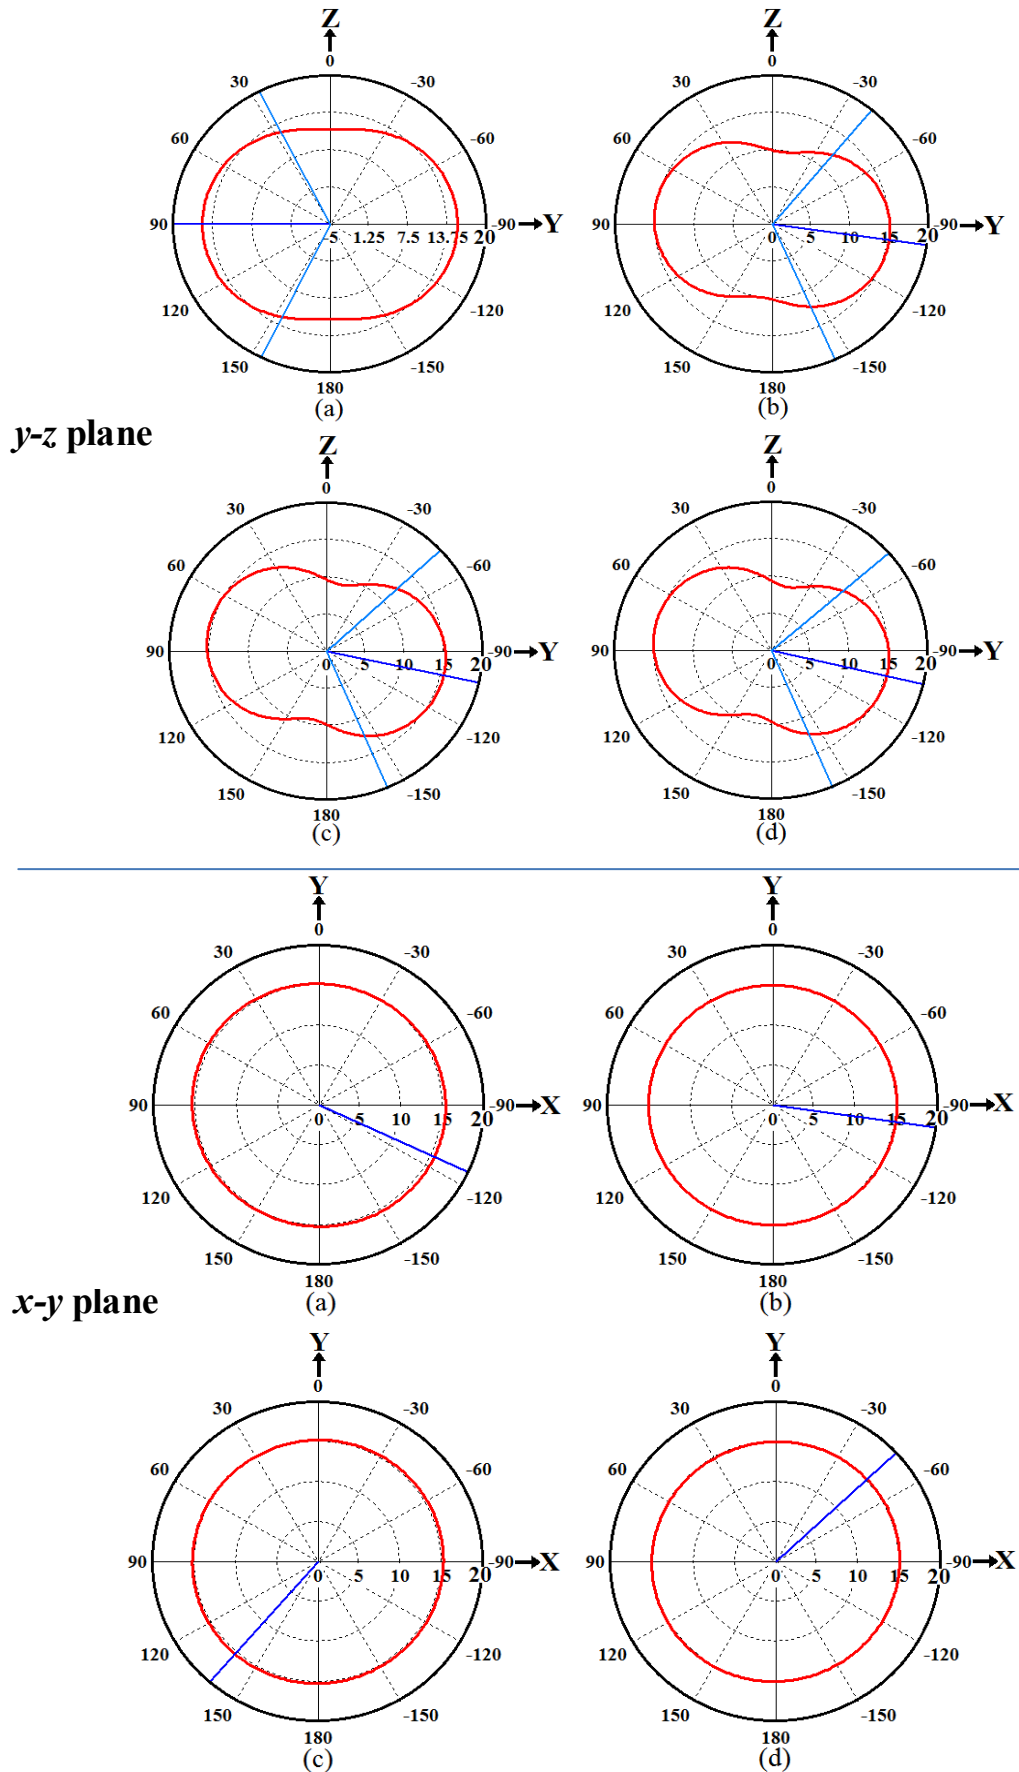 Z Z
0 0
30 -30 30 -30
60 -60 60 -60
90 -5 1.25 7.5 13.75 20 -90 Y 90 0 5 10 15 20 -90 Y
120 -120 120 -120
150 -150 150 -150
180 180
(a) (b)
y-z plane
Z Z
0 0
30 -30 30 -30
60 -60 60 -60
90 0 5 10 15 20 -90 Y 90 0 5 10 15 20 -90 Y
120 -120 120 -120
150 -150 150 -150
180 180
(c) (d)
Y Y
0 0
30 -30 30 -30
60 -60 60 -60
90 0 5 10 15 20 -90 X 90 0 5 10 15 20 -90 X
120 -120 120 -120
150 -150 150 -150
180 180
(a) (b)
x-y plane
Y Y
0 0
30 -30 30 -30
60 -60 60 -60
90 0 5 10 15 20 -90 X 90 0 5 10 15 20 -90 X
120 -120 120 -120
150 -150 150 -150
180 180
(c) (d)